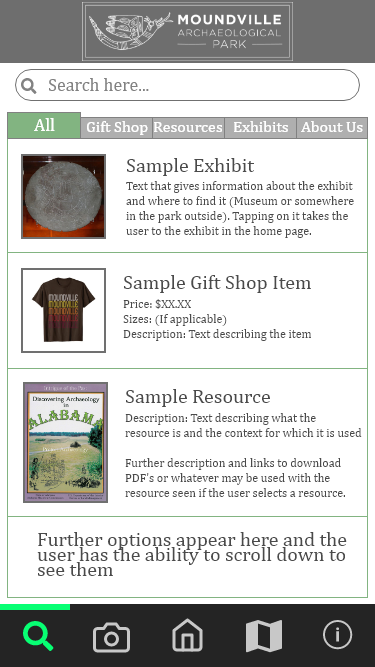 MOUNDVILLE
ARCHAEOLOGICAL
PARK
Search here...
All
Gift Shop
Resources
Exhibits
About Us
Sample Exhibit
Text that gives information about the exhibit
and where to find it (Museum or somewhere
in the park outside). Tapping on it takes the
user to the exhibit in the home page.
MOUNDVILLE
Sample Gift Shop Item
Price: $XX.XX
Sizes: (If applicable)
Description: Text describing the item
Discovering Archaeology
in
ALABAMA
Sample Resource
Description: Text describing what the
resource is and the context for which it is used
Further description and links to download
PDF's or whatever may be used with the
resource seen if the user selects a resource.
Further options appear here and the
user has the ability to scroll down to
see them